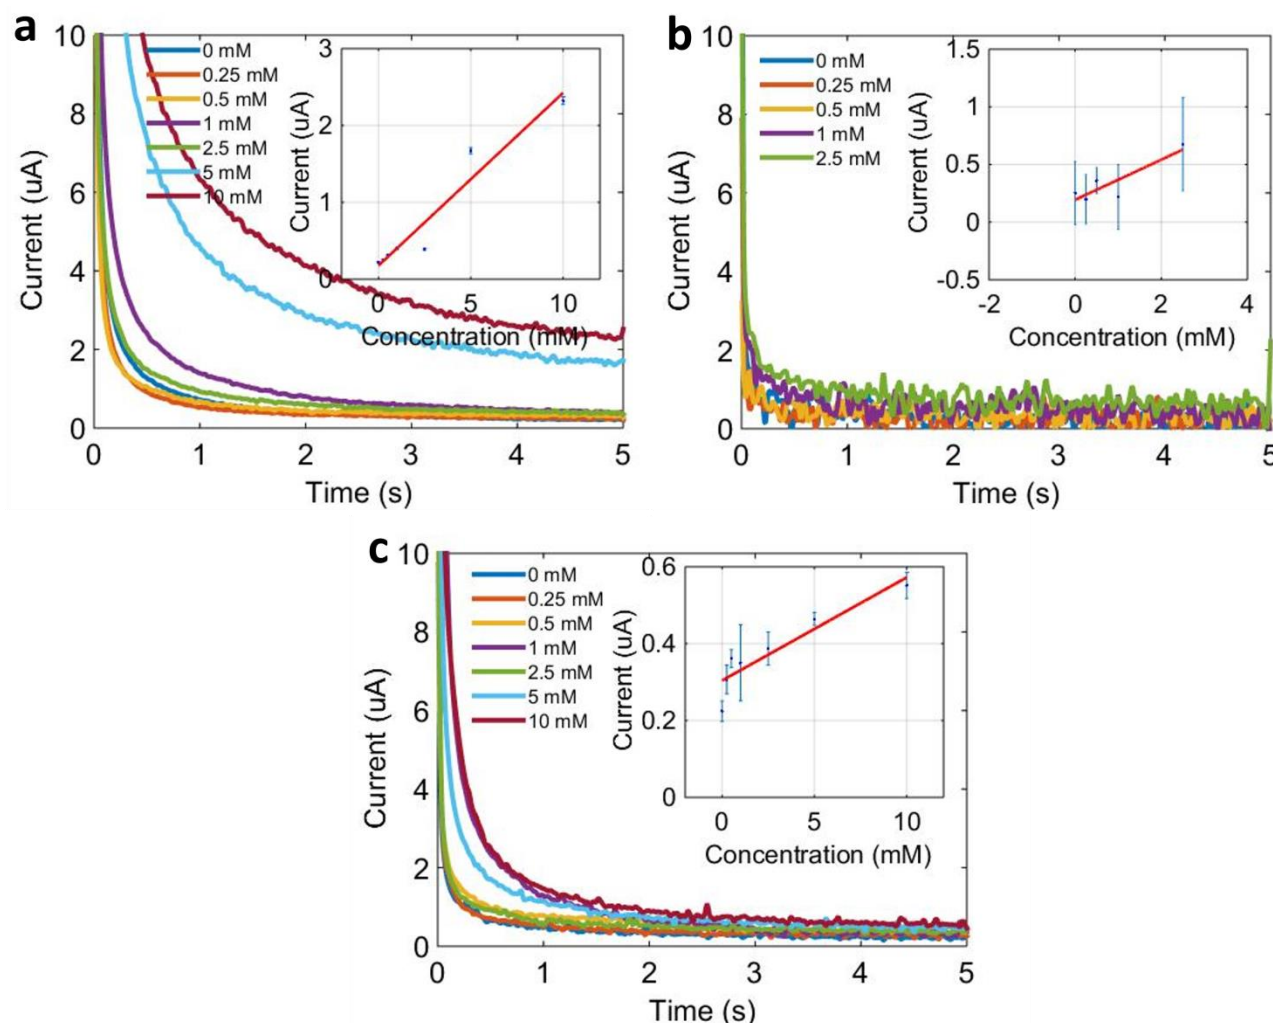 a
10
8
6
4
2
0
Current (uA)
0 mM
0.25 mM
0.5 mM
1 mM
2.5 mM
5 mM
10 mM
3
2
1
0
Current (uA)
0 5 10
Concentration (mM)
0 1 2 3 4 5
Time (s)
b
10
8
6
4
2
0
Current (uA)
0 mM
0.25 mM
0.5 mM
1 mM
2.5 mM
1.5
1
0.5
0
-0.5
Current (uA)
-2 0 2 4
Concentration (mM)
0 1 2 3 4 5
Time (s)
c
10
8
6
4
2
0
Current (uA)
0 mM
0.25 mM
0.5 mM
1 mM
2.5 mM
5 mM
10 mM
0.6
0.4
0.2
0
Current (uA)
0 5 10
Concentration (mM)
0 1 2 3 4 5
Time (s)